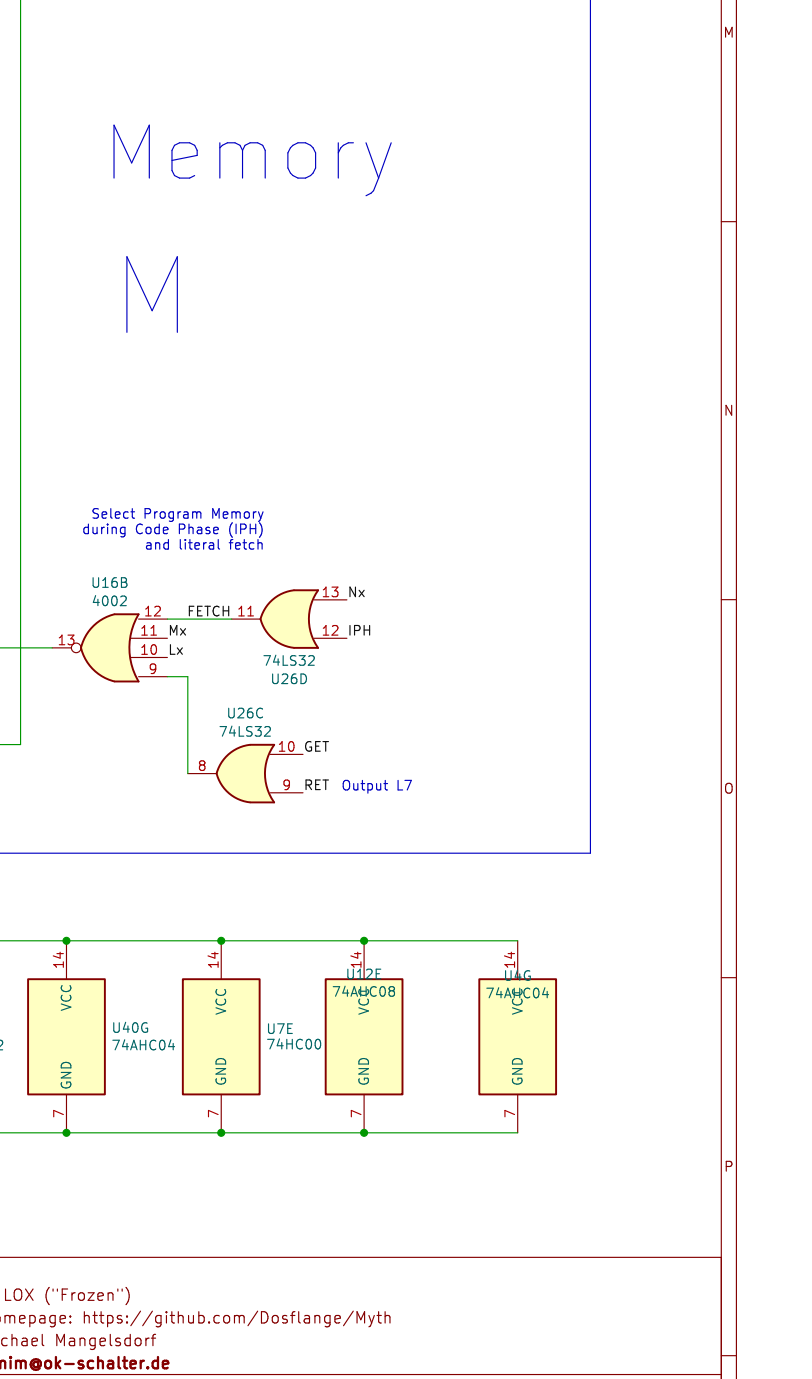 M
Memory
M
N
Select Program Memory
during Code Phase (IPH)
and literal fetch
U16B
4002
13
12
11 Mx
10 Lx
9
FETCH 11
13 Nx
12 IPH
74LS32
U26D
U26C
74LS32
8
10 GET
9 RET Output L7
O
14
VCC
GND
7
U40G
74AHC04
14
VCC
GND
7
U7E
74HC00
14
U12E
74AHC08
VCC
GND
7
14
U4G
74AHC04
VCC
GND
7
2
P
LOX ("Frozen")
omepage: https://github.com/Dosflange/Myth
chael Mangelsdorf
mim@ok-schalter.de